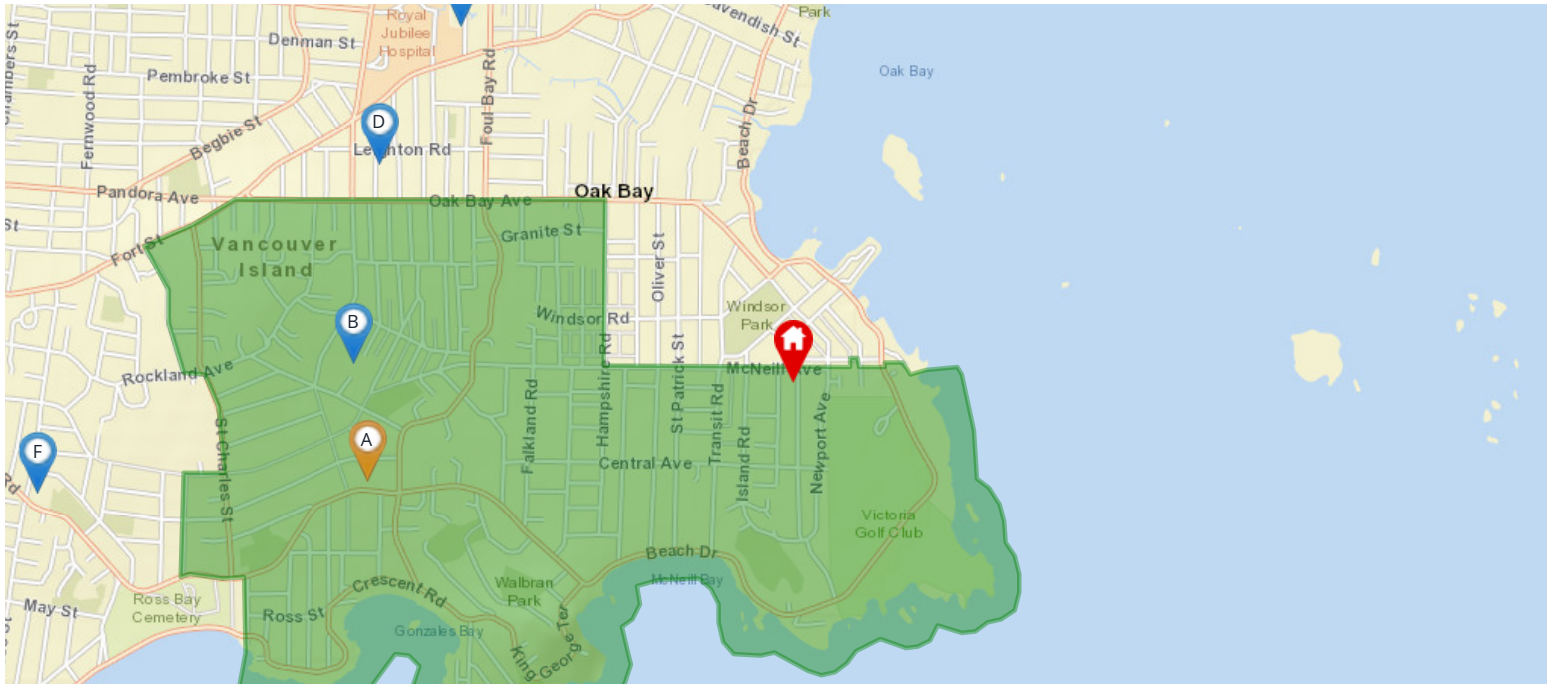 Royal
Jubilee
Hospital
Denman St
Park
Oak Bay
Pembroke St
Fernwood Rd
Foul Bay Rd
Begbie St
D
Beach Dr
Pandora Ave
Oak Bay Ave
Oak Bay
St
Fort St
Vancouver
Island
Granite St
Oliver St
B
Windsor Rd
Windsor
Park
Rockland Ave
McNeill Ave
Hampshire Rd
St Patrick St
Falkland Rd
Transit Rd
Newport Ave
A
St Charles St
F
Rd
Central Ave
Island Rd
Victoria
Golf Club
Beach Dr
McNeill Bay
Crescent Rd
Walbran
Park
Ross Bay
Cemetery
May St
Ross St
Gonzales Bay
King George Ter